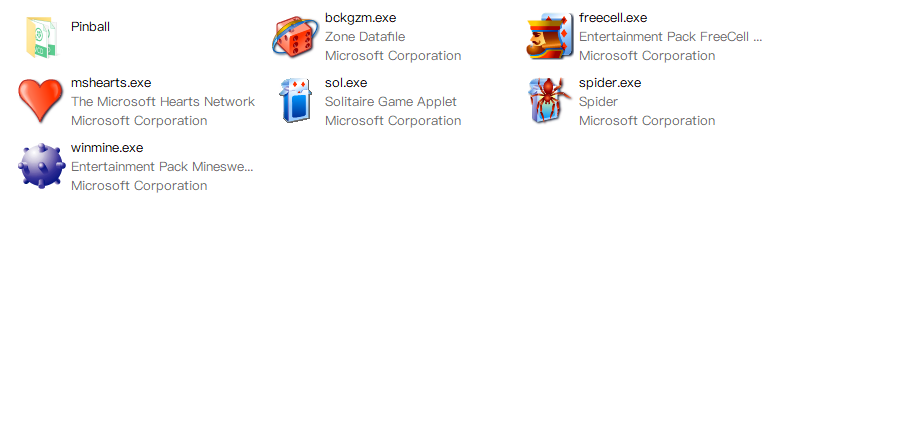 Pinball
bckgzm.exe
Zone Datafile
Microsoft Corporation
freecell.exe
Entertainment Pack FreeCell ...
Microsoft Corporation
mshearts.exe
The Microsoft Hearts Network
Microsoft Corporation
sol.exe
Solitaire Game Applet
Microsoft Corporation
spider.exe
Spider
Microsoft Corporation
winmine.exe
Entertainment Pack Mineswe...
Microsoft Corporation